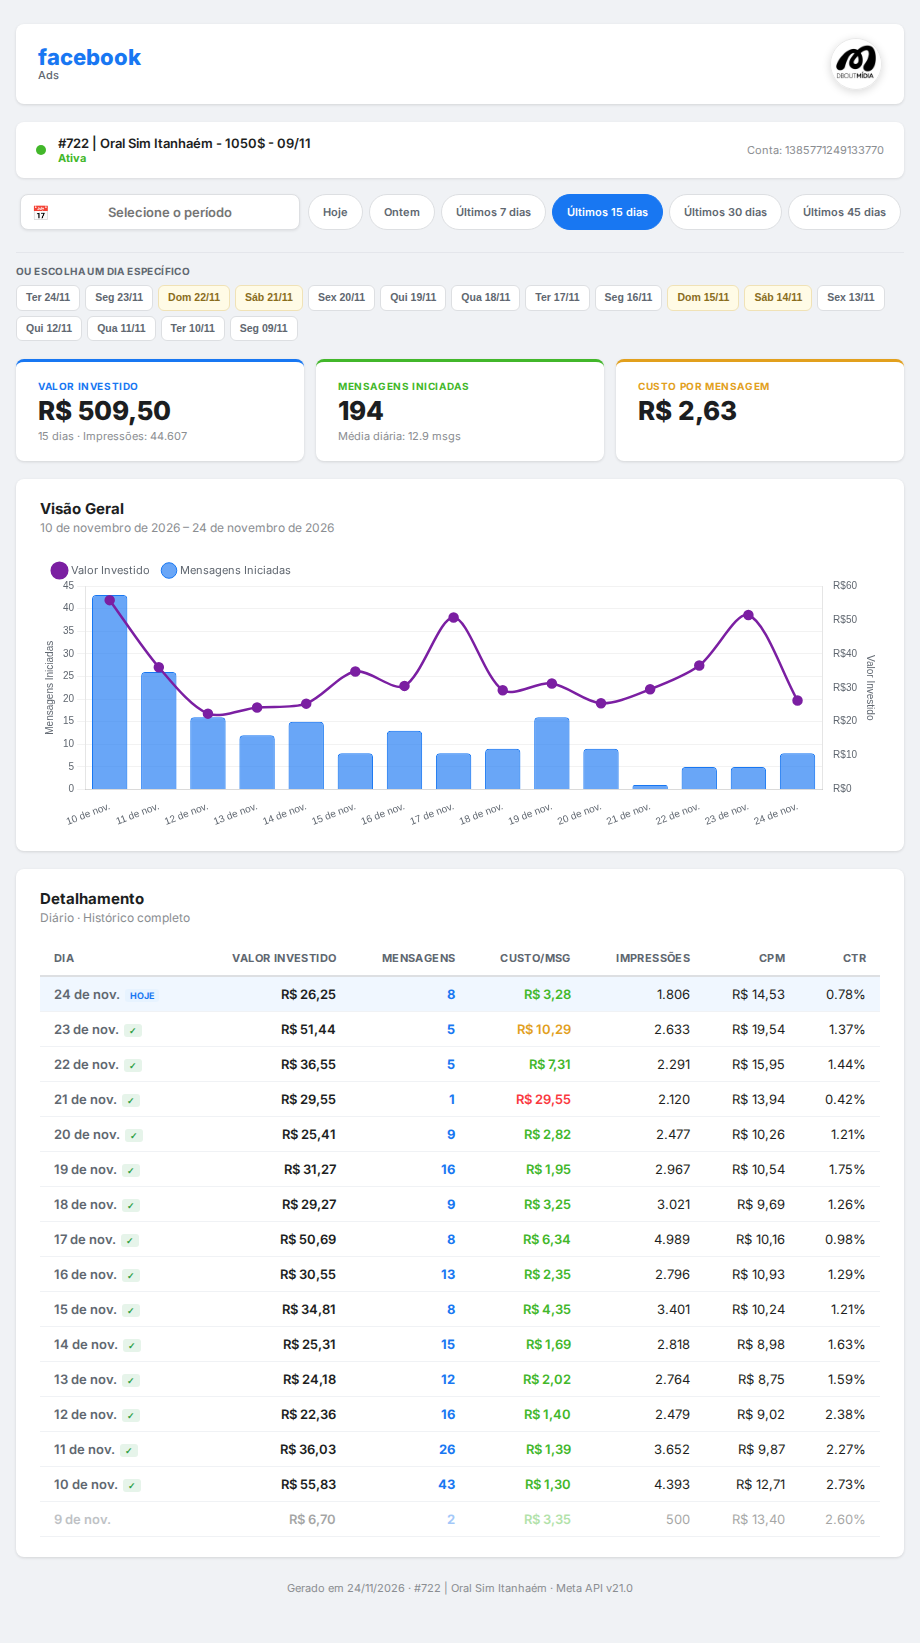 facebook
Ads
DBOUTMÍDIA
#722 | Oral Sim Itanhaém - 1050$ - 09/11
Ativa
Conta: 1385771249133770
Selecione o período
Hoje
Ontem
Últimos 7 dias
Últimos 15 dias
Últimos 30 dias
Últimos 45 dias
OU ESCOLHA UM DIA ESPECÍFICO
Ter 24/11
Seg 23/11
Dom 22/11
Sáb 21/11
Sex 20/11
Qui 19/11
Qua 18/11
Ter 17/11
Seg 16/11
Dom 15/11
Sáb 14/11
Sex 13/11
Qui 12/11
Qua 11/11
Ter 10/11
Seg 09/11
VALOR INVESTIDO
R$ 509,50
15 dias · Impressões: 44.607
MENSAGENS INICIADAS
194
Média diária: 12.9 msgs
CUSTO POR MENSAGEM
R$ 2,63
Visão Geral
10 de novembro de 2026 – 24 de novembro de 2026
Valor Investido
Mensagens Iniciadas
45
40
35
30
25
20
15
10
5
0
Mensagens Iniciadas
R$60
R$50
R$40
R$30
R$20
R$10
R$0
Valor Investido
10 de nov.
11 de nov.
12 de nov.
13 de nov.
14 de nov.
15 de nov.
16 de nov.
17 de nov.
18 de nov.
19 de nov.
20 de nov.
21 de nov.
22 de nov.
23 de nov.
24 de nov.
Detalhamento
Diário · Histórico completo
DIA VALOR INVESTIDO MENSAGENS CUSTO/MSG IMPRESSÕES CPM CTR
24 de nov. HOJE R$ 26,25 8 R$ 3,28 1.806 R$ 14,53 0.78%
23 de nov. ✓ R$ 51,44 5 R$ 10,29 2.633 R$ 19,54 1.37%
22 de nov. ✓ R$ 36,55 5 R$ 7,31 2.291 R$ 15,95 1.44%
21 de nov. ✓ R$ 29,55 1 R$ 29,55 2.120 R$ 13,94 0.42%
20 de nov. ✓ R$ 25,41 9 R$ 2,82 2.477 R$ 10,26 1.21%
19 de nov. ✓ R$ 31,27 16 R$ 1,95 2.967 R$ 10,54 1.75%
18 de nov. ✓ R$ 29,27 9 R$ 3,25 3.021 R$ 9,69 1.26%
17 de nov. ✓ R$ 50,69 8 R$ 6,34 4.989 R$ 10,16 0.98%
16 de nov. ✓ R$ 30,55 13 R$ 2,35 2.796 R$ 10,93 1.29%
15 de nov. ✓ R$ 34,81 8 R$ 4,35 3.401 R$ 10,24 1.21%
14 de nov. ✓ R$ 25,31 15 R$ 1,69 2.818 R$ 8,98 1.63%
13 de nov. ✓ R$ 24,18 12 R$ 2,02 2.764 R$ 8,75 1.59%
12 de nov. ✓ R$ 22,36 16 R$ 1,40 2.479 R$ 9,02 2.38%
11 de nov. ✓ R$ 36,03 26 R$ 1,39 3.652 R$ 9,87 2.27%
10 de nov. ✓ R$ 55,83 43 R$ 1,30 4.393 R$ 12,71 2.73%
9 de nov. R$ 6,70 2 R$ 3,35 500 R$ 13,40 2.60%
Gerado em 24/11/2026 · #722 | Oral Sim Itanhaém · Meta API v21.0